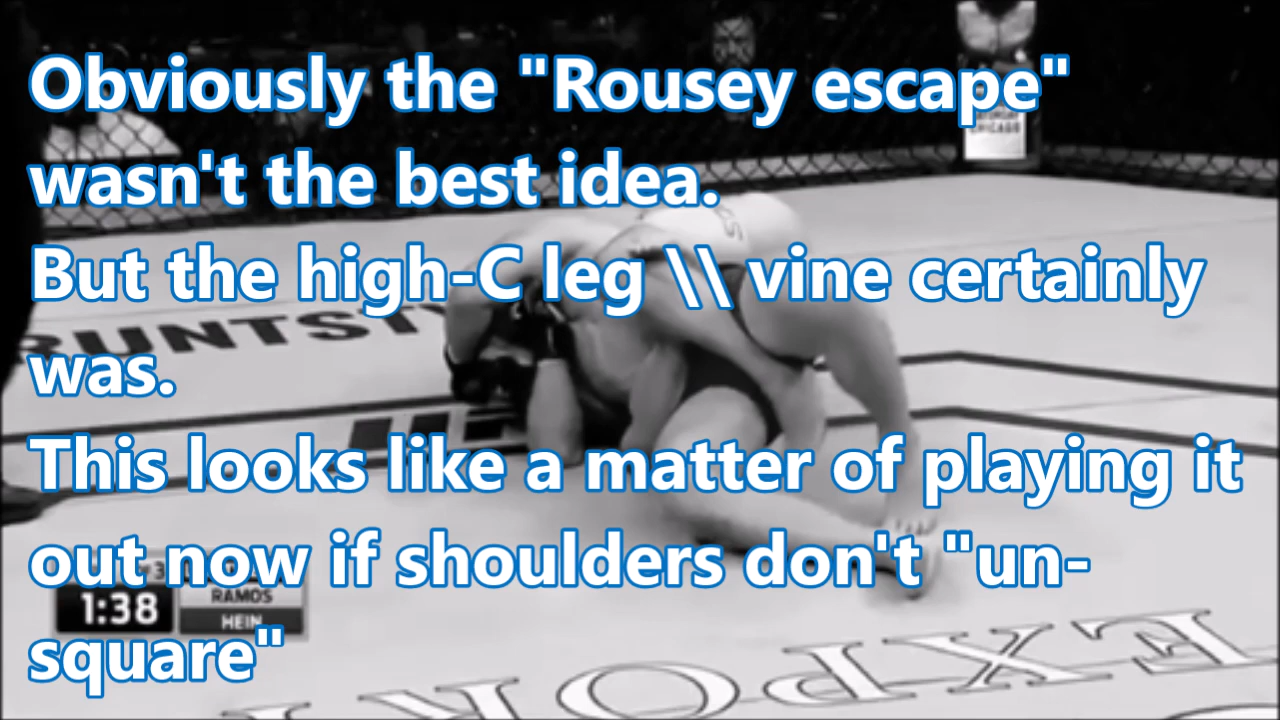 Obviously the "Rousey escape"
wasn't the best idea.
But the high-C leg \\ vine certainly
was.
This looks like a matter of playing it
out now if shoulders don't "un-
square"
1:38
RAMOS
HEIN
CHICAGO